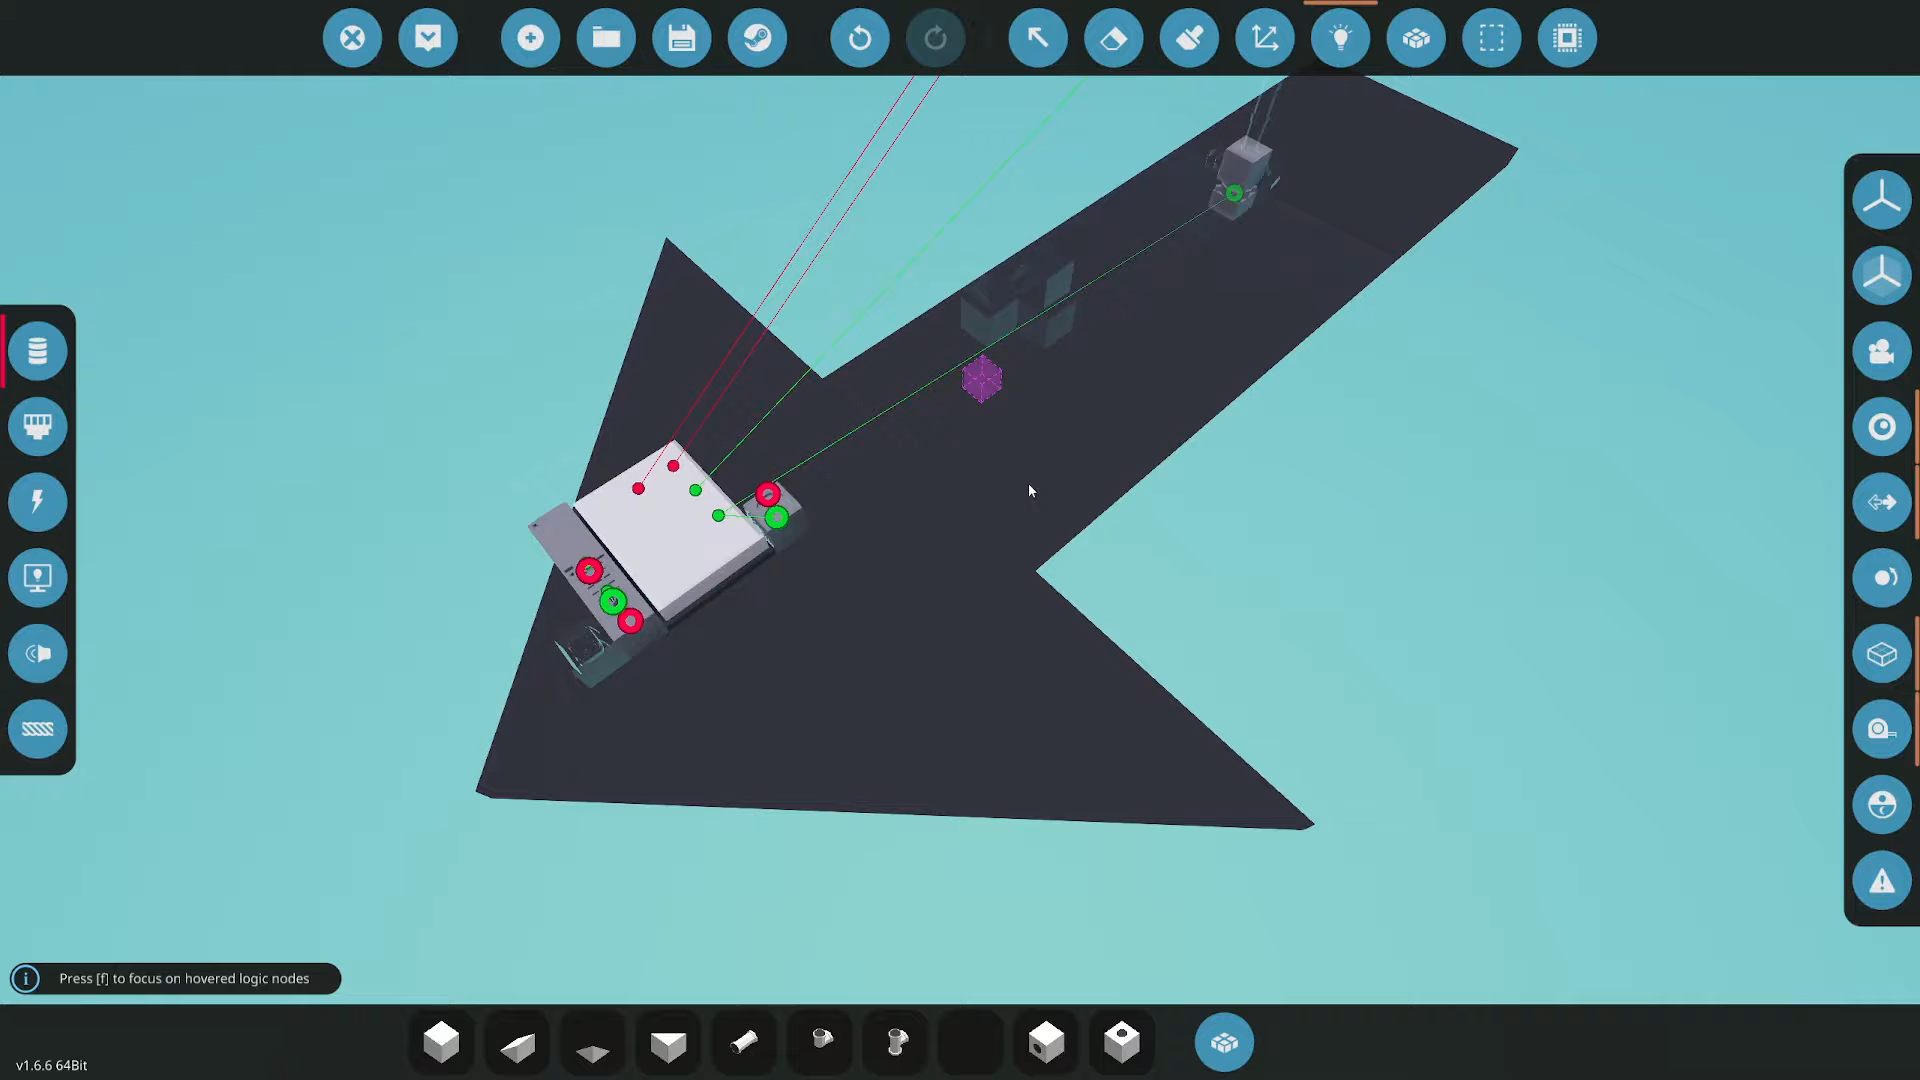 Press [f] to focus on hovered logic nodes
v1.6.6 64Bit